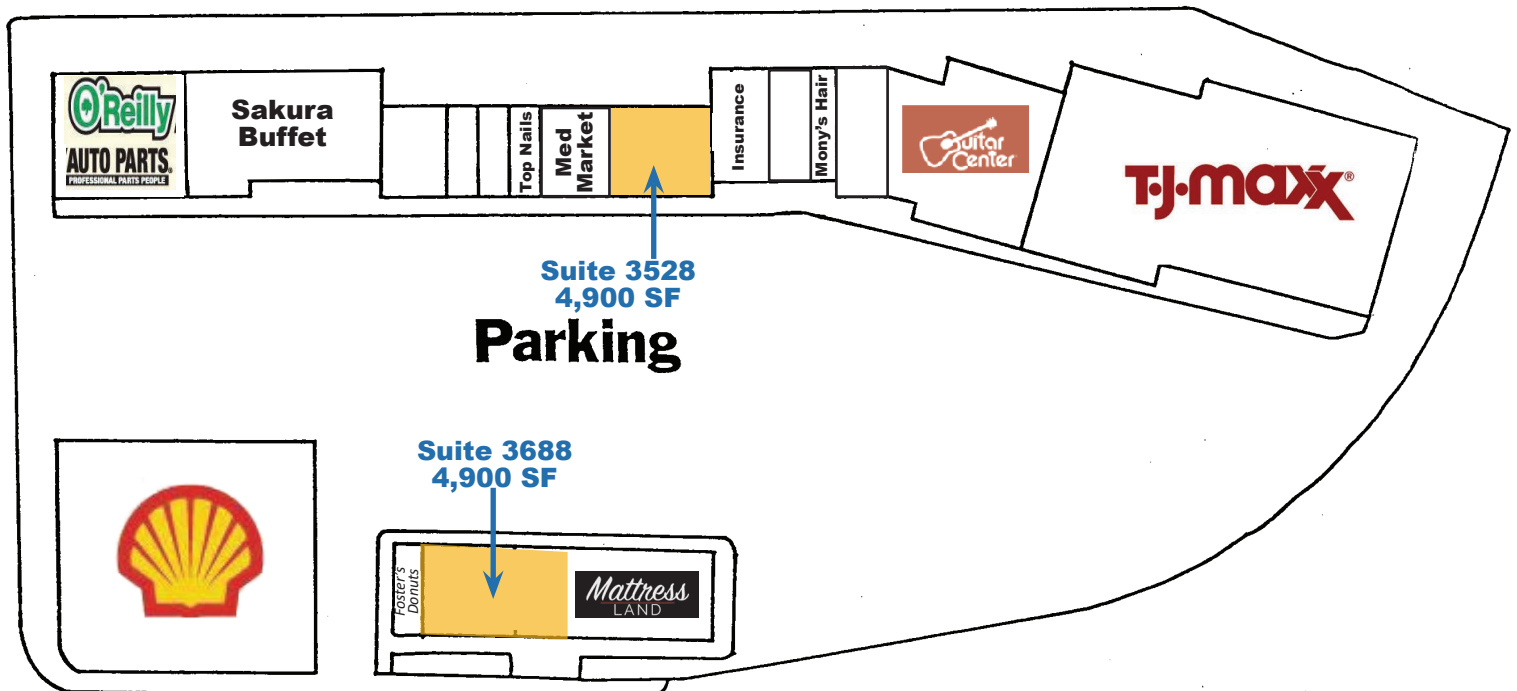 O'Reilly
AUTO PARTS®
PROFESSIONAL PARTS PEOPLE
Sakura
Buffet
Top Nails
Med
Market
Insurance
Mony's Hair
Guitar
Center
T·J·maxx®
Suite 3528
4,900 SF
Parking
Suite 3688
4,900 SF
Foster's
Donuts
Mattress
LAND